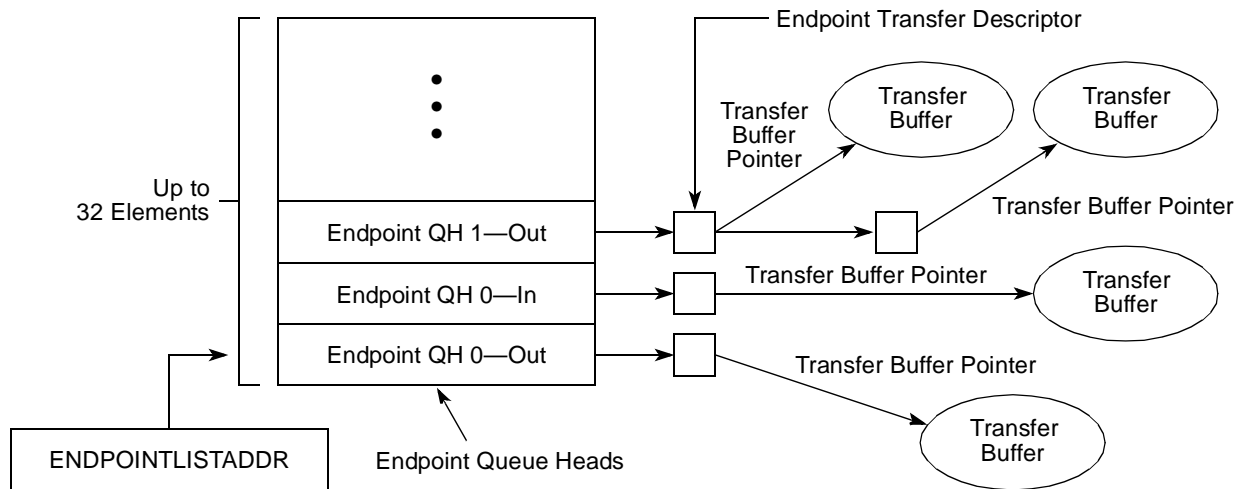 Endpoint Transfer Descriptor
Transfer
Buffer
Transfer
Buffer
Transfer
Buffer
Pointer
Up to
32 Elements
Transfer Buffer Pointer
Endpoint QH 1—Out
Transfer Buffer Pointer
Endpoint QH 0—In
Transfer
Buffer
Endpoint QH 0—Out
Transfer Buffer Pointer
Transfer
Buffer
ENDPOINTLISTADDR
Endpoint Queue Heads